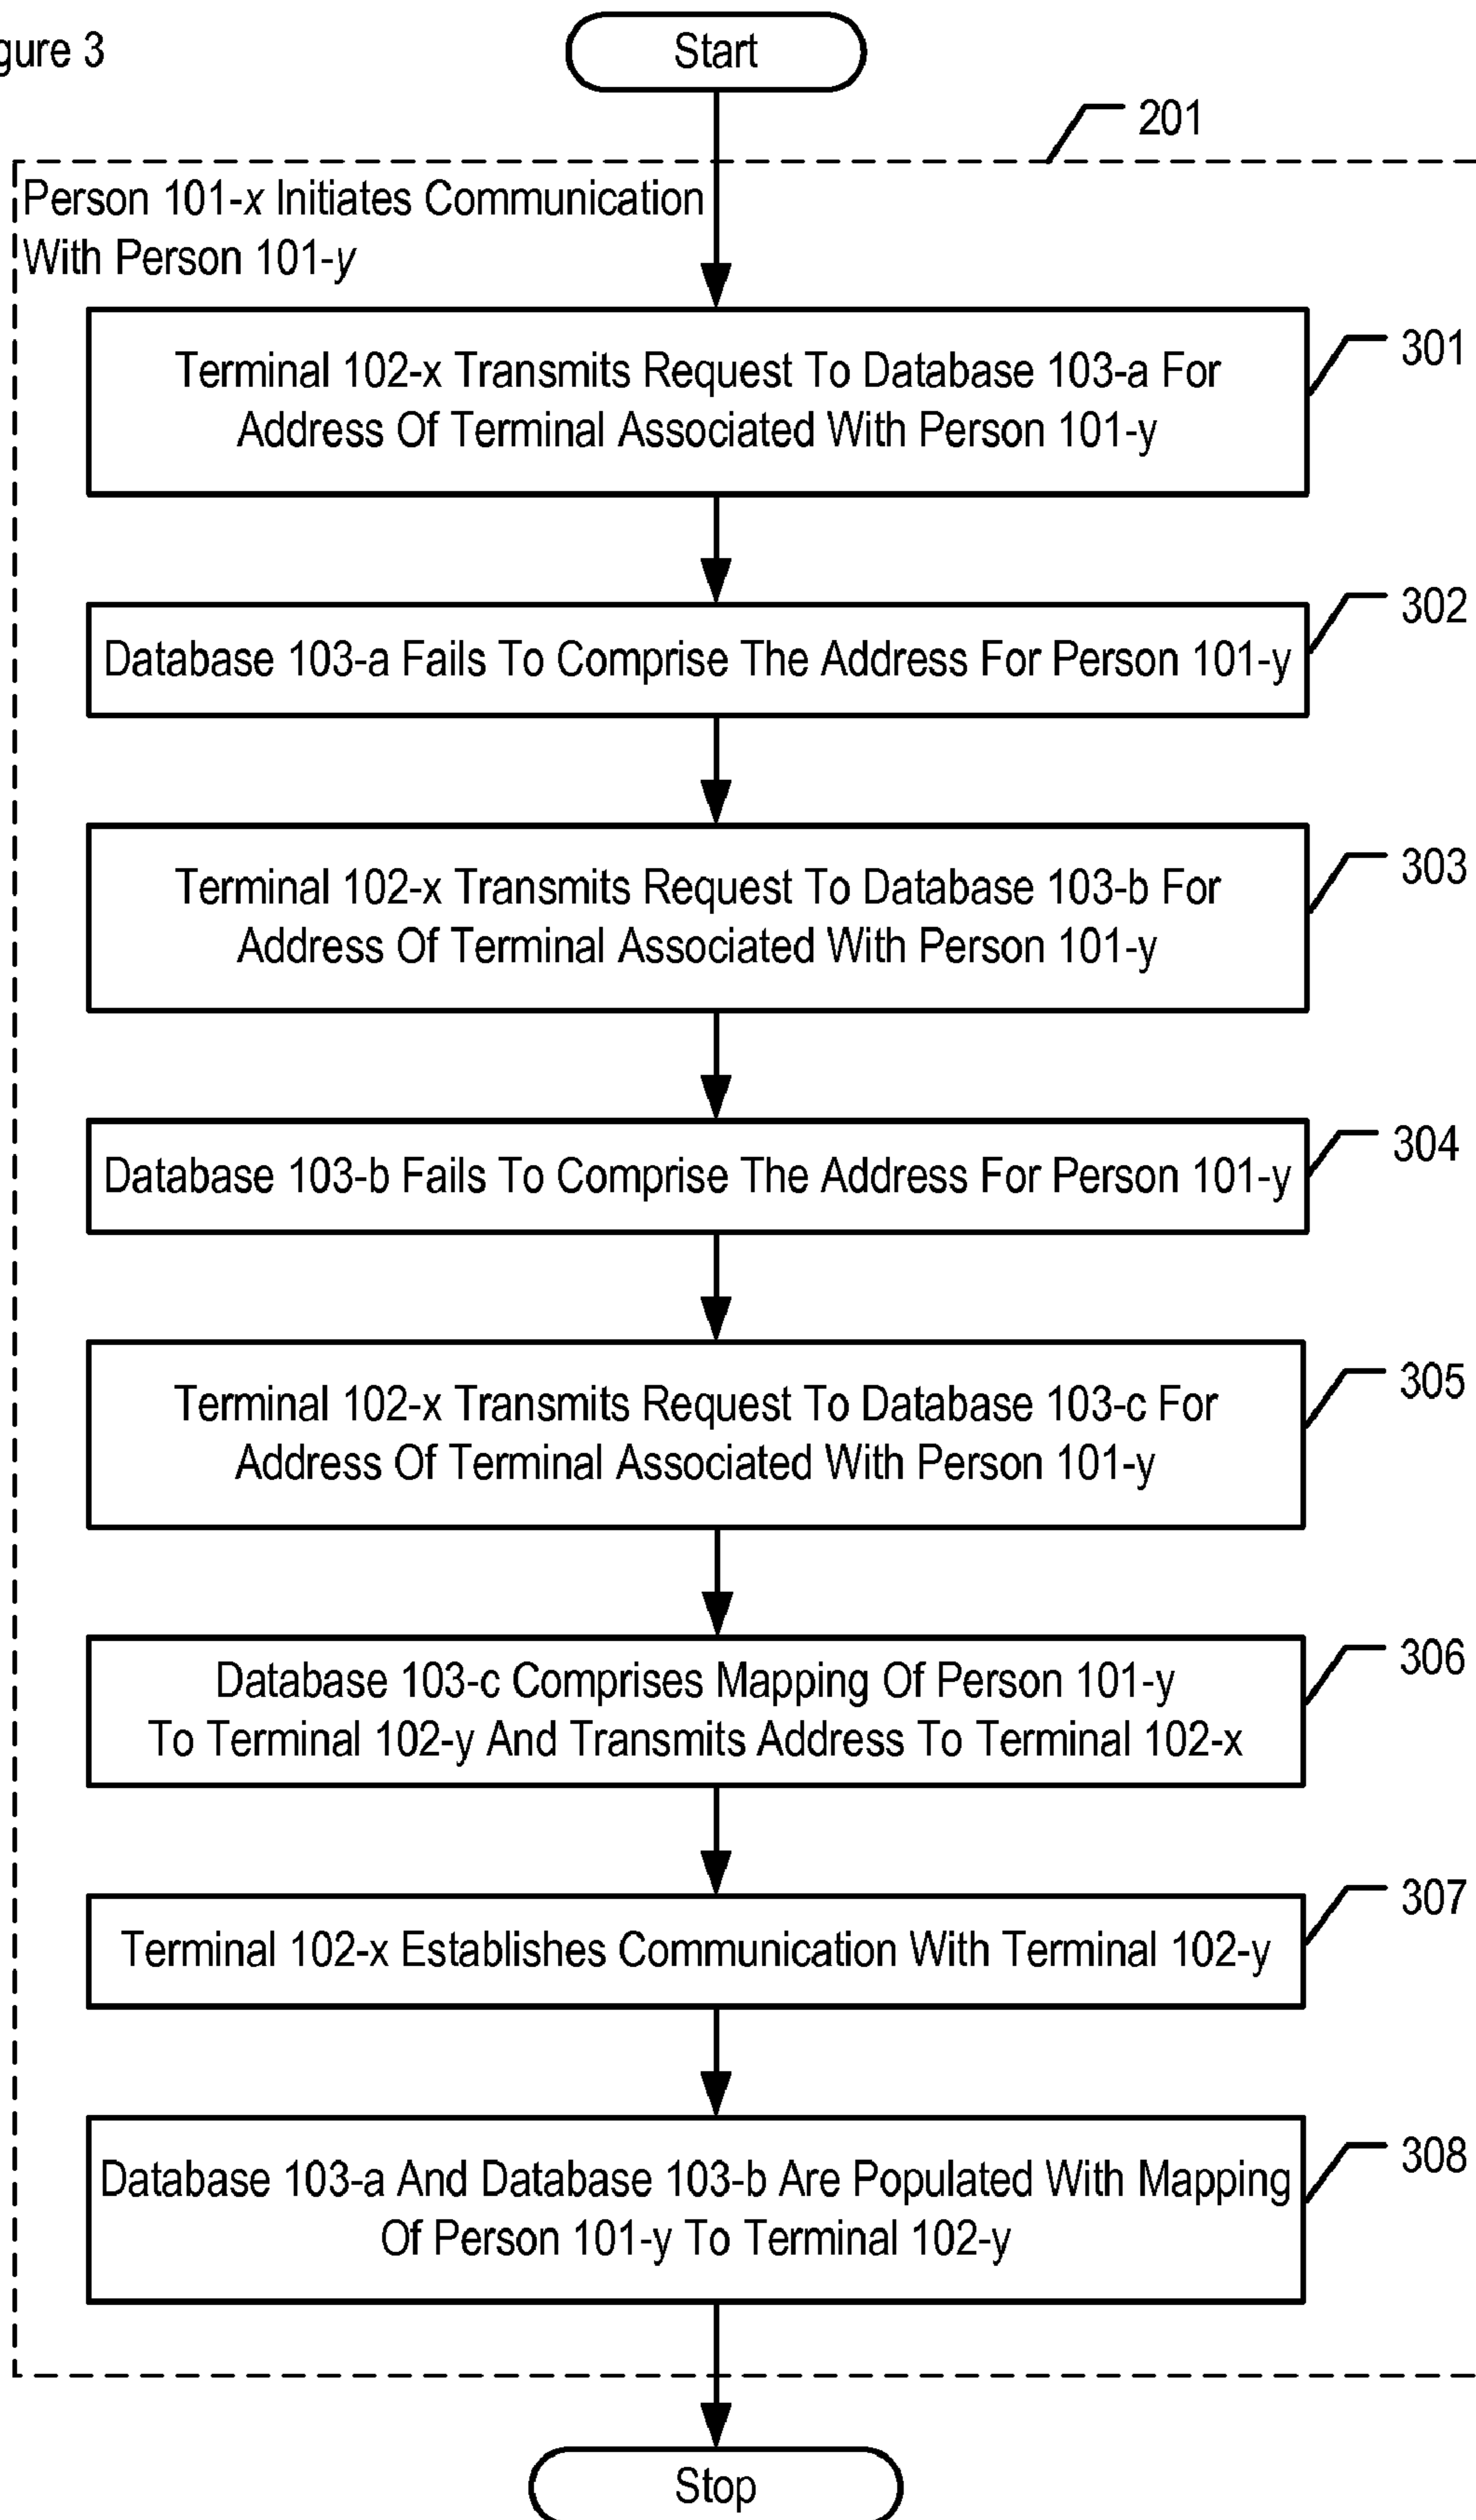 gure 3
Start
201
Person 101-x Initiates Communication
With Person 101-y
301
Terminal 102-x Transmits Request To Database 103-a For
Address Of Terminal Associated With Person 101-y
302
Database 103-a Fails To Comprise The Address For Person 101-y
303
Terminal 102-x Transmits Request To Database 103-b For
Address Of Terminal Associated With Person 101-y
304
Database 103-b Fails To Comprise The Address For Person 101-y
305
Terminal 102-x Transmits Request To Database 103-c For
Address Of Terminal Associated With Person 101-y
306
Database 103-c Comprises Mapping Of Person 101-y
To Terminal 102-y And Transmits Address To Terminal 102-x
307
Terminal 102-x Establishes Communication With Terminal 102-y
308
Database 103-a And Database 103-b Are Populated With Mapping
Of Person 101-y To Terminal 102-y
Stop